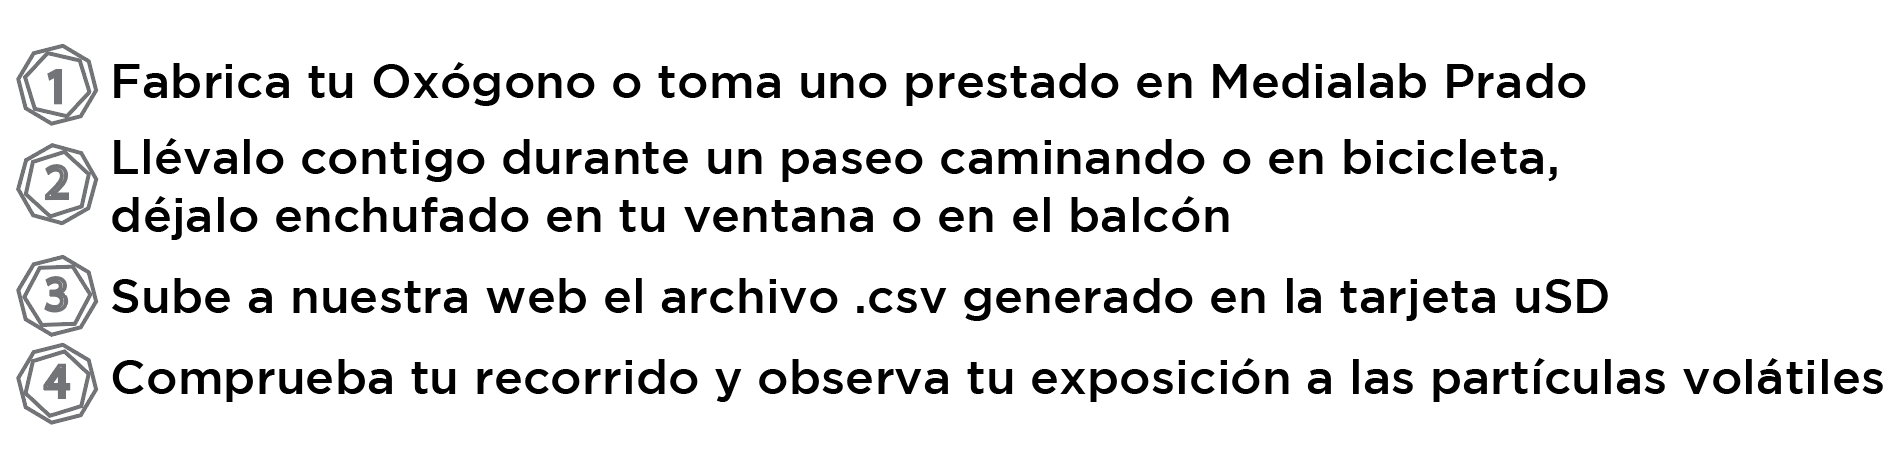 1 Fabrica tu Oxógono o toma uno prestado en Medialab Prado
2 Llévalo contigo durante un paseo caminando o en bicicleta,
déjalo enchufado en tu ventana o en el balcón
3 Sube a nuestra web el archivo .csv generado en la tarjeta uSD
4 Comprueba tu recorrido y observa tu exposición a las partículas volátiles